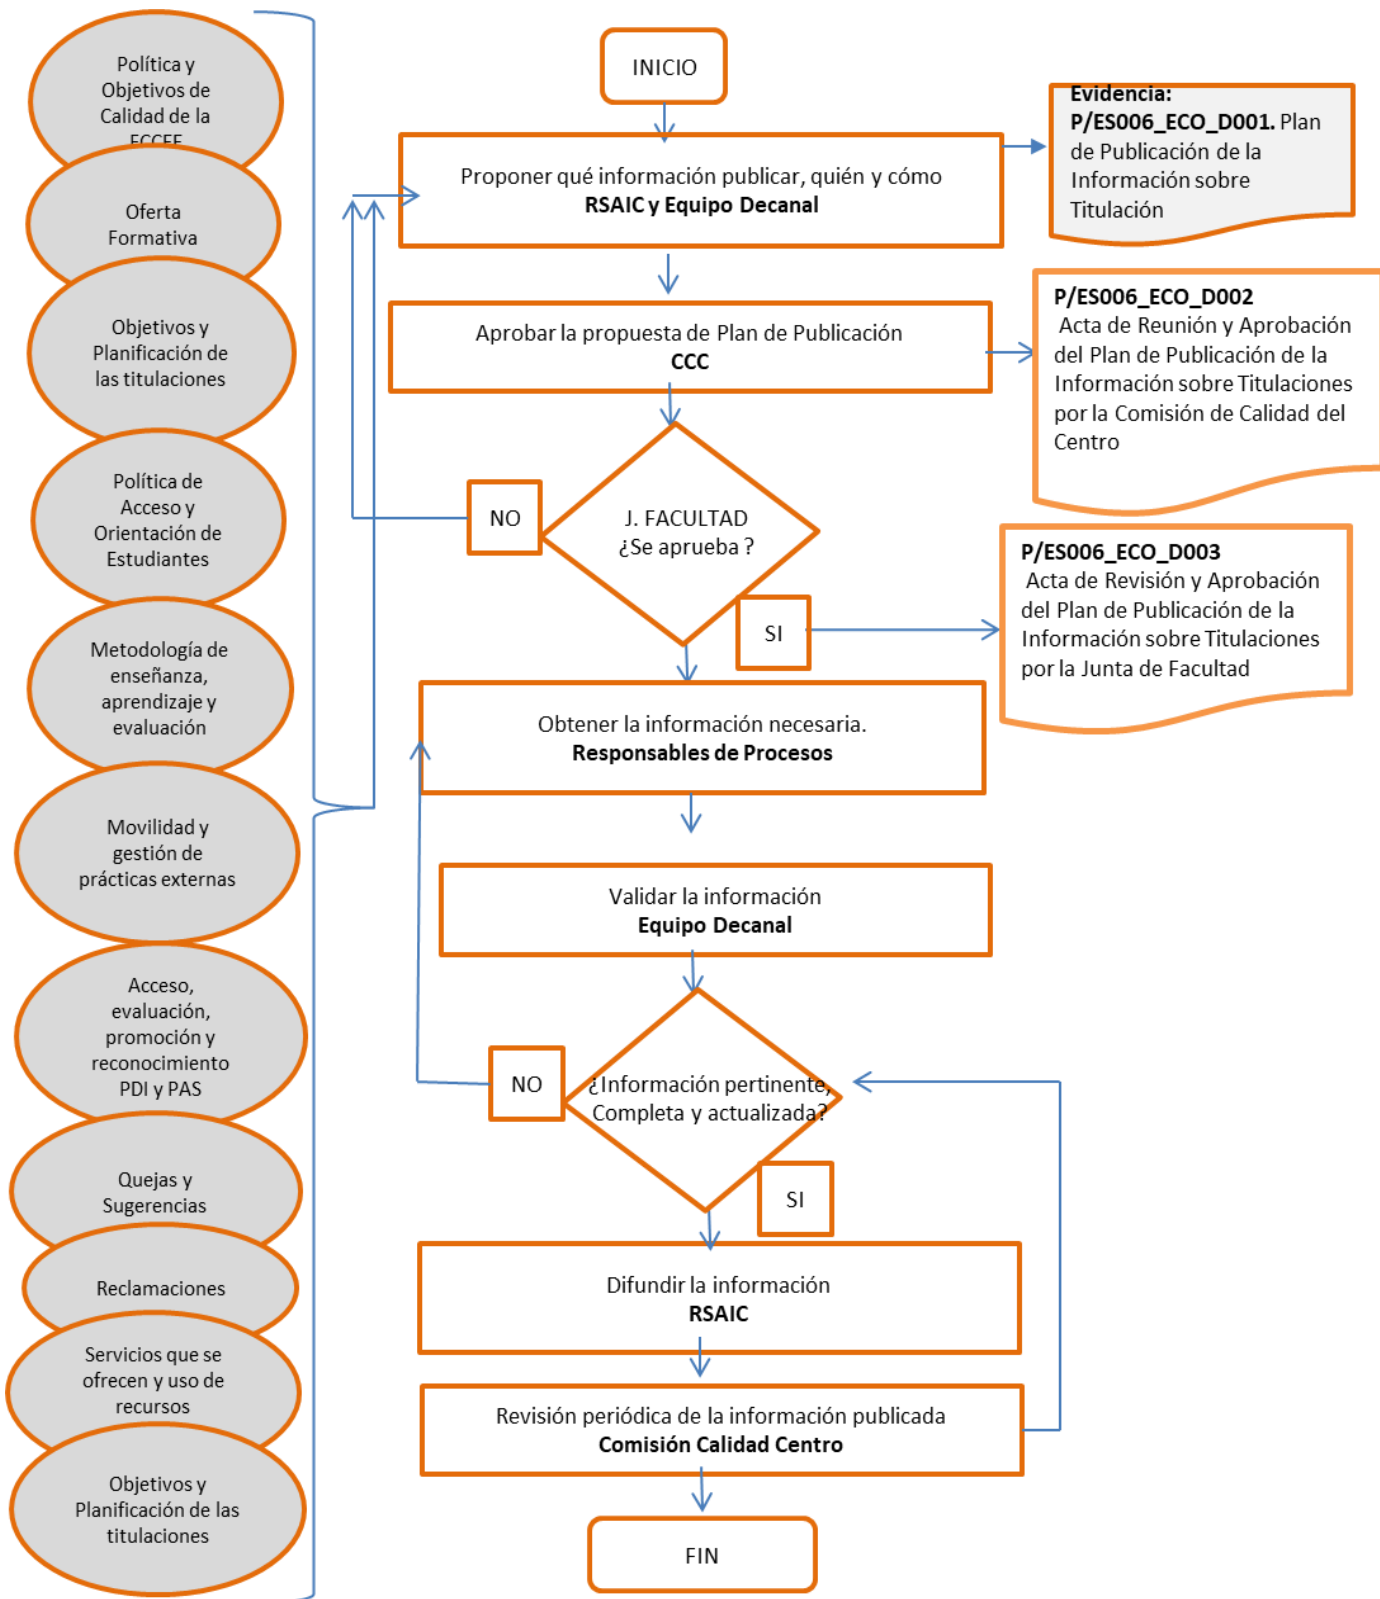 Política y
Objetivos de
Calidad de la
FCCEE
Oferta
Formativa
Objetivos y
Planificación de
las titulaciones
Política de
Acceso y
Orientación de
Estudiantes
Metodología de
enseñanza,
aprendizaje y
evaluación
Movilidad y
gestión de
prácticas externas
Acceso,
evaluación,
promoción y
reconocimiento
PDI y PAS
Quejas y
Sugerencias
Reclamaciones
Servicios que se
ofrecen y uso de
recursos
Objetivos y
Planificación de las
titulaciones
INICIO
Proponer qué información publicar, quién y cómo
RSAIC y Equipo Decanal
Evidencia:
P/ES006_ECO_D001. Plan
de Publicación de la
Información sobre
Titulación
Aprobar la propuesta de Plan de Publicación
CCC
P/ES006_ECO_D002
Acta de Reunión y Aprobación
del Plan de Publicación de la
Información sobre Titulaciones
por la Comisión de Calidad del
Centro
J. FACULTAD
¿Se aprueba ?
NO
SI
P/ES006_ECO_D003
Acta de Revisión y Aprobación
del Plan de Publicación de la
Información sobre Titulaciones
por la Junta de Facultad
Obtener la información necesaria.
Responsables de Procesos
Validar la información
Equipo Decanal
NO
¿Información pertinente,
Completa y actualizada?
SI
Difundir la información
RSAIC
Revisión periódica de la información publicada
Comisión Calidad Centro
FIN